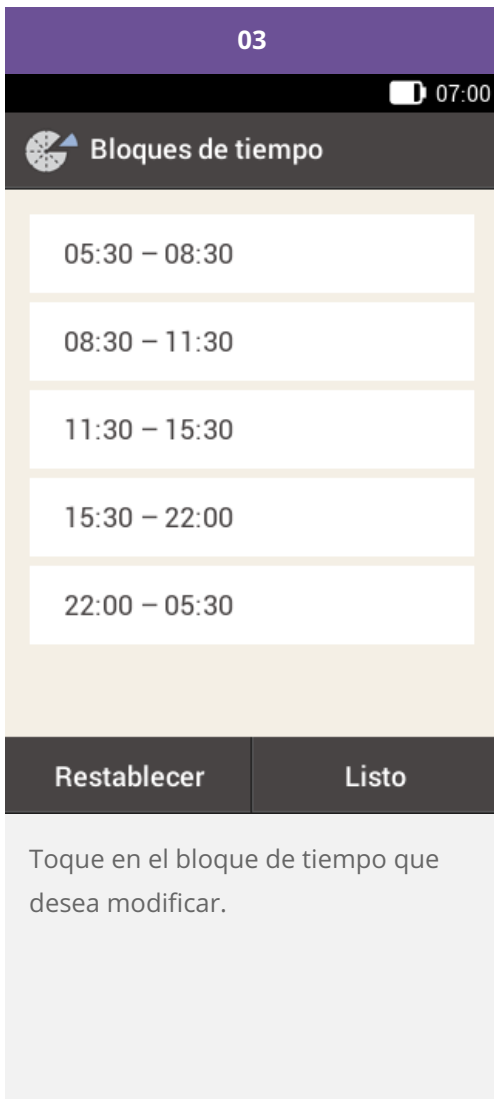 03
07:00
Bloques de tiempo
05:30 – 08:30
08:30 – 11:30
11:30 – 15:30
15:30 – 22:00
22:00 – 05:30
Restablecer Listo
Toque en el bloque de tiempo que
desea modificar.